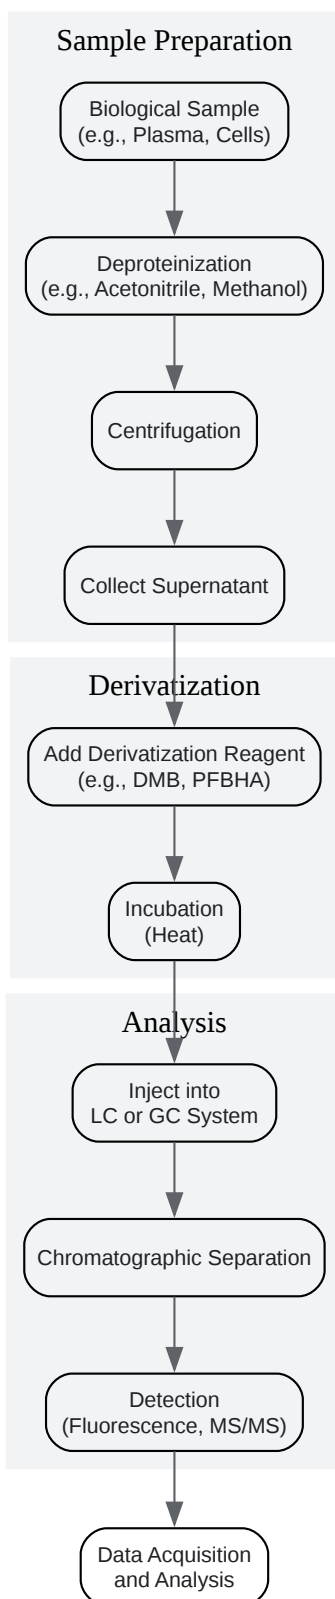 Sample Preparation
Biological Sample
(e.g., Plasma, Cells)
Deproteinization
(e.g., Acetonitrile, Methanol)
Centrifugation
Collect Supernatant
Derivatization
Add Derivatization Reagent
(e.g., DMB, PFBHA)
Incubation
(Heat)
Analysis
Inject into
LC or GC System
Chromatographic Separation
Detection
(Fluorescence, MS/MS)
Data Acquisition
and Analysis